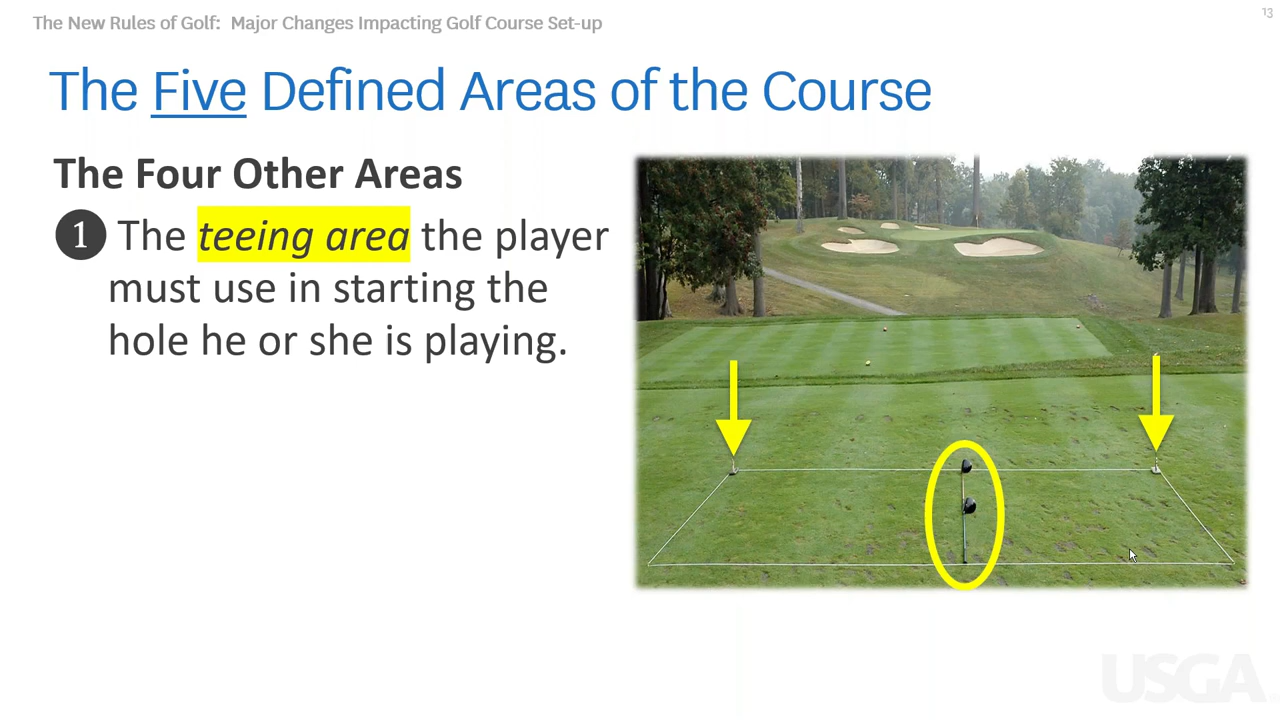 The New Rules of Golf: Major Changes Impacting Golf Course Set-up
13
The Five Defined Areas of the Course
The Four Other Areas
1 The teeing area the player
must use in starting the
hole he or she is playing.
USGA